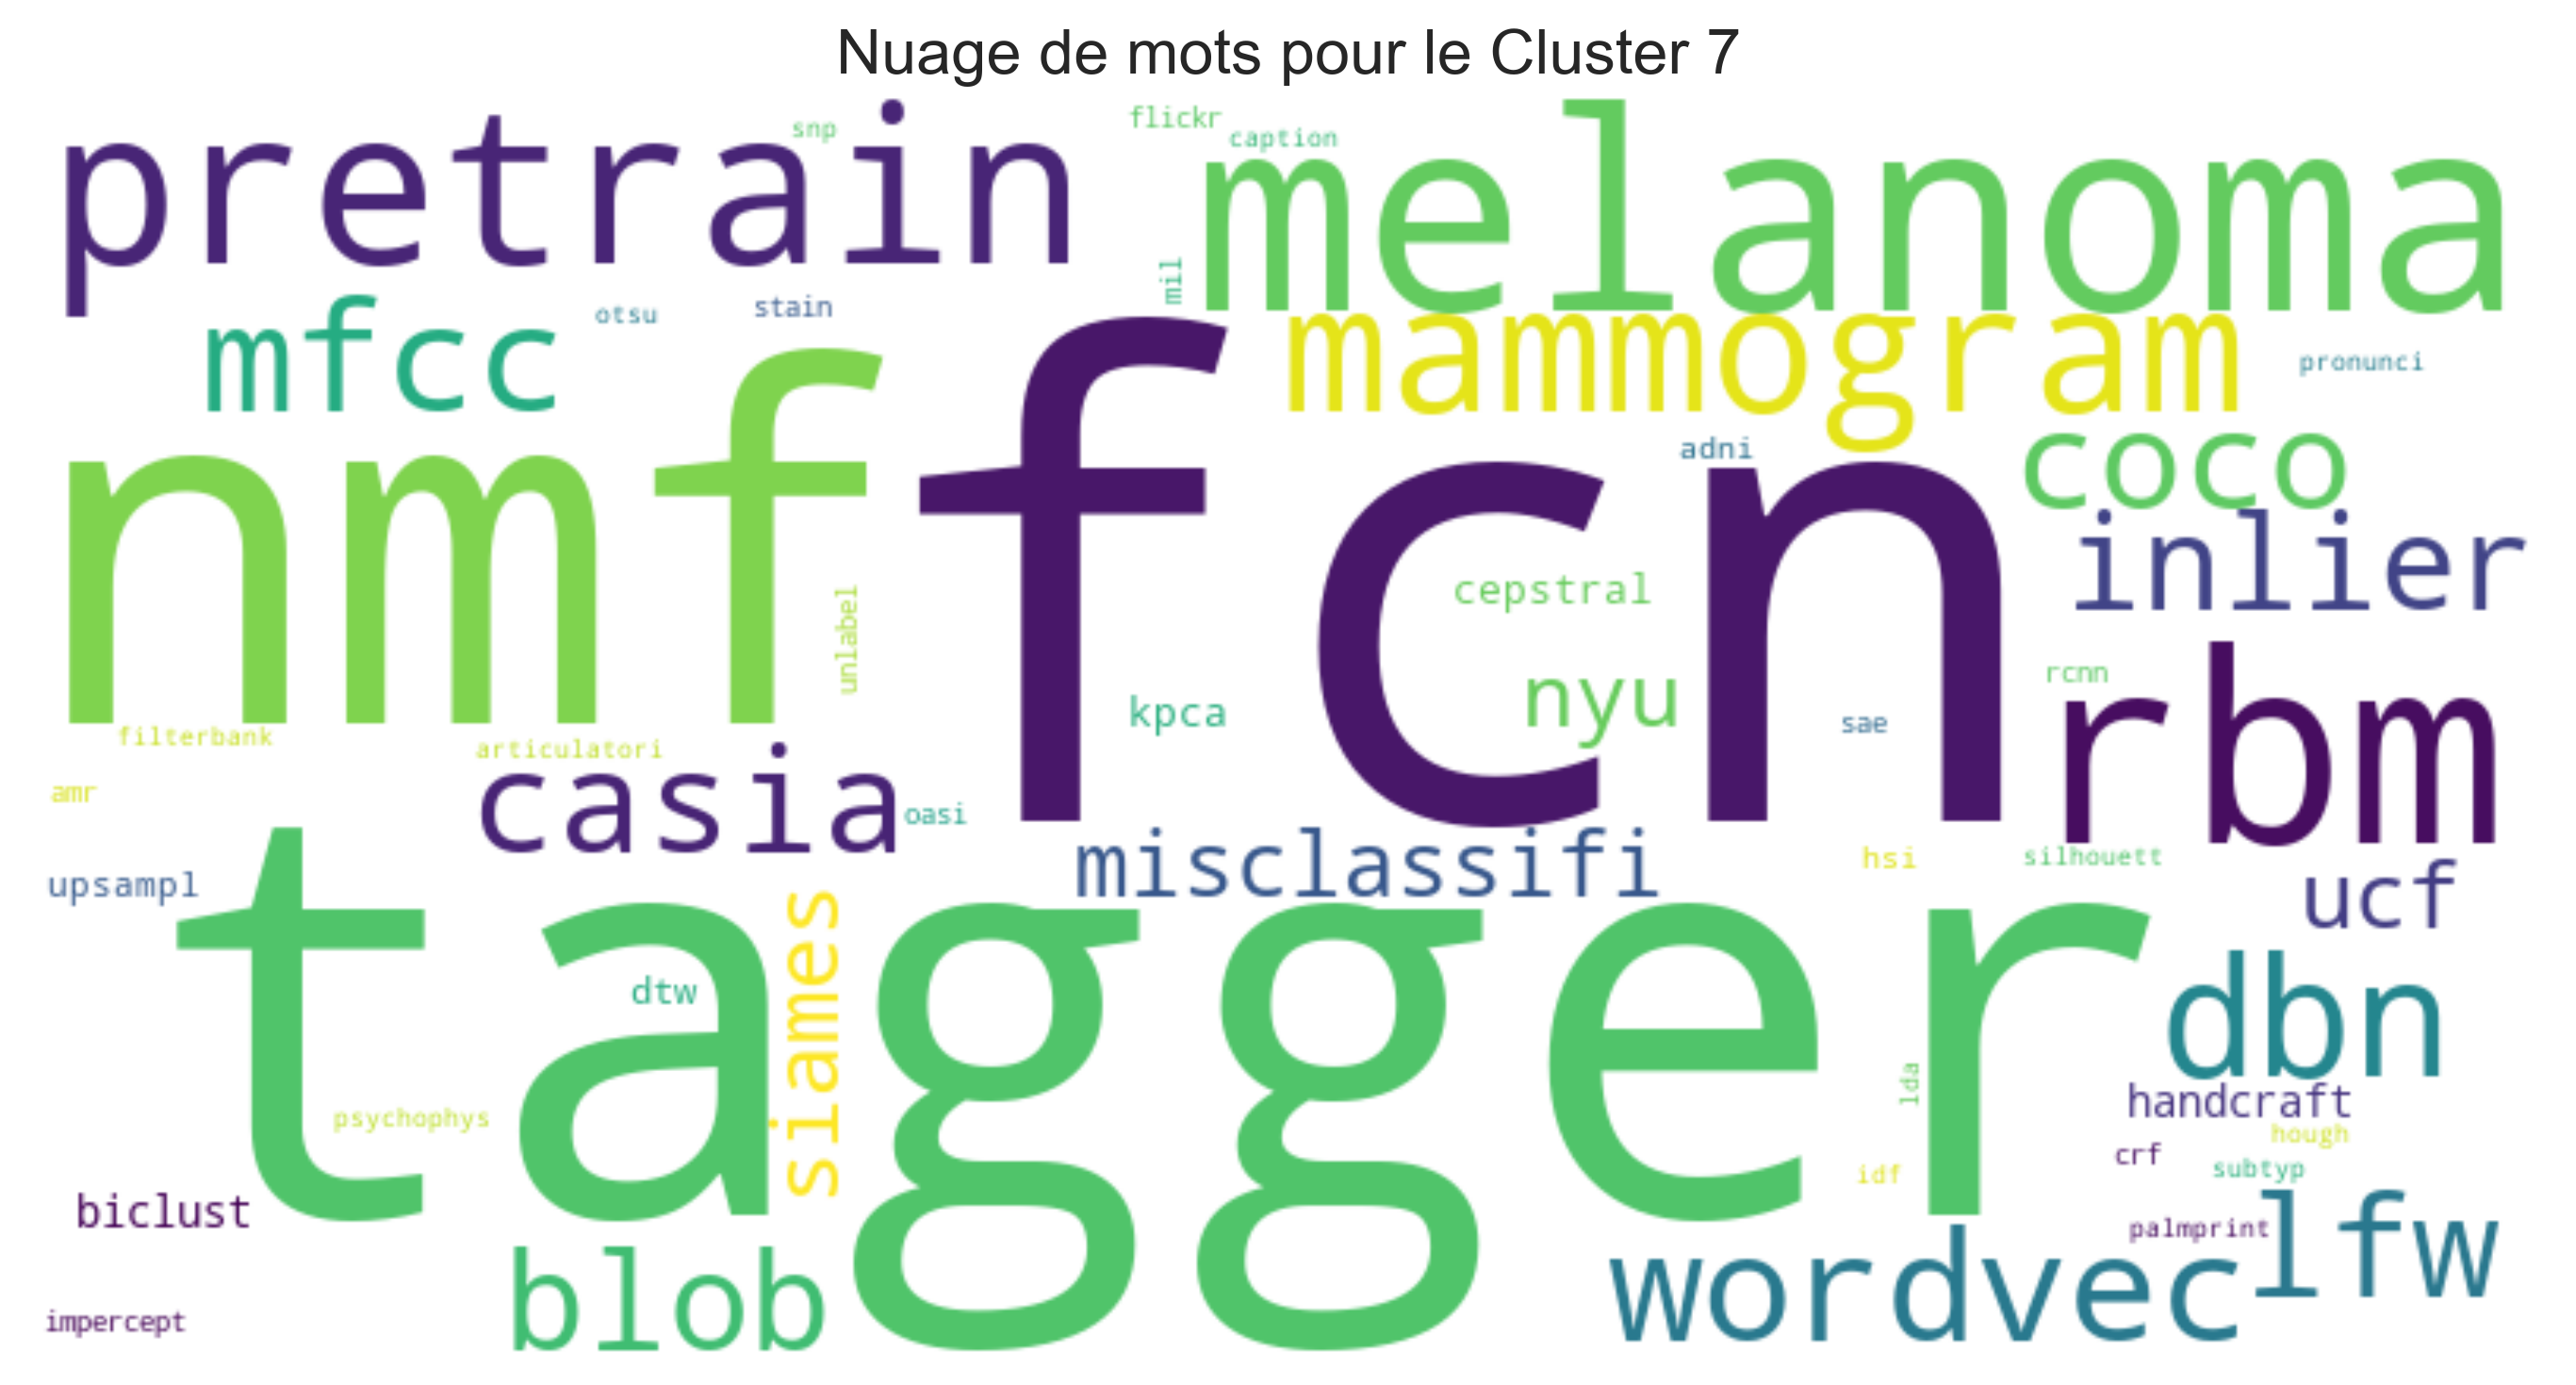 Nuage de mots pour le Cluster 7
pretrain
snp
flickr
caption
melanoma
mil
mfcc
otsu
stain
mammogram
pronunci
nmf
fcn
adni
coco
inlier
cepstral
unlabel
kpca
nyu
sae
rcnn
rbm
filterbank
articulatori
casia
amr
oasi
misclassifi
hsi
silhouett
upsampl
ucf
tagger
siames
dtw
dbn
lda
handcraft
hough
psychophys
crf
idf
subtyp
biclust
palmprint
lfw
blob
wordvec
impercept